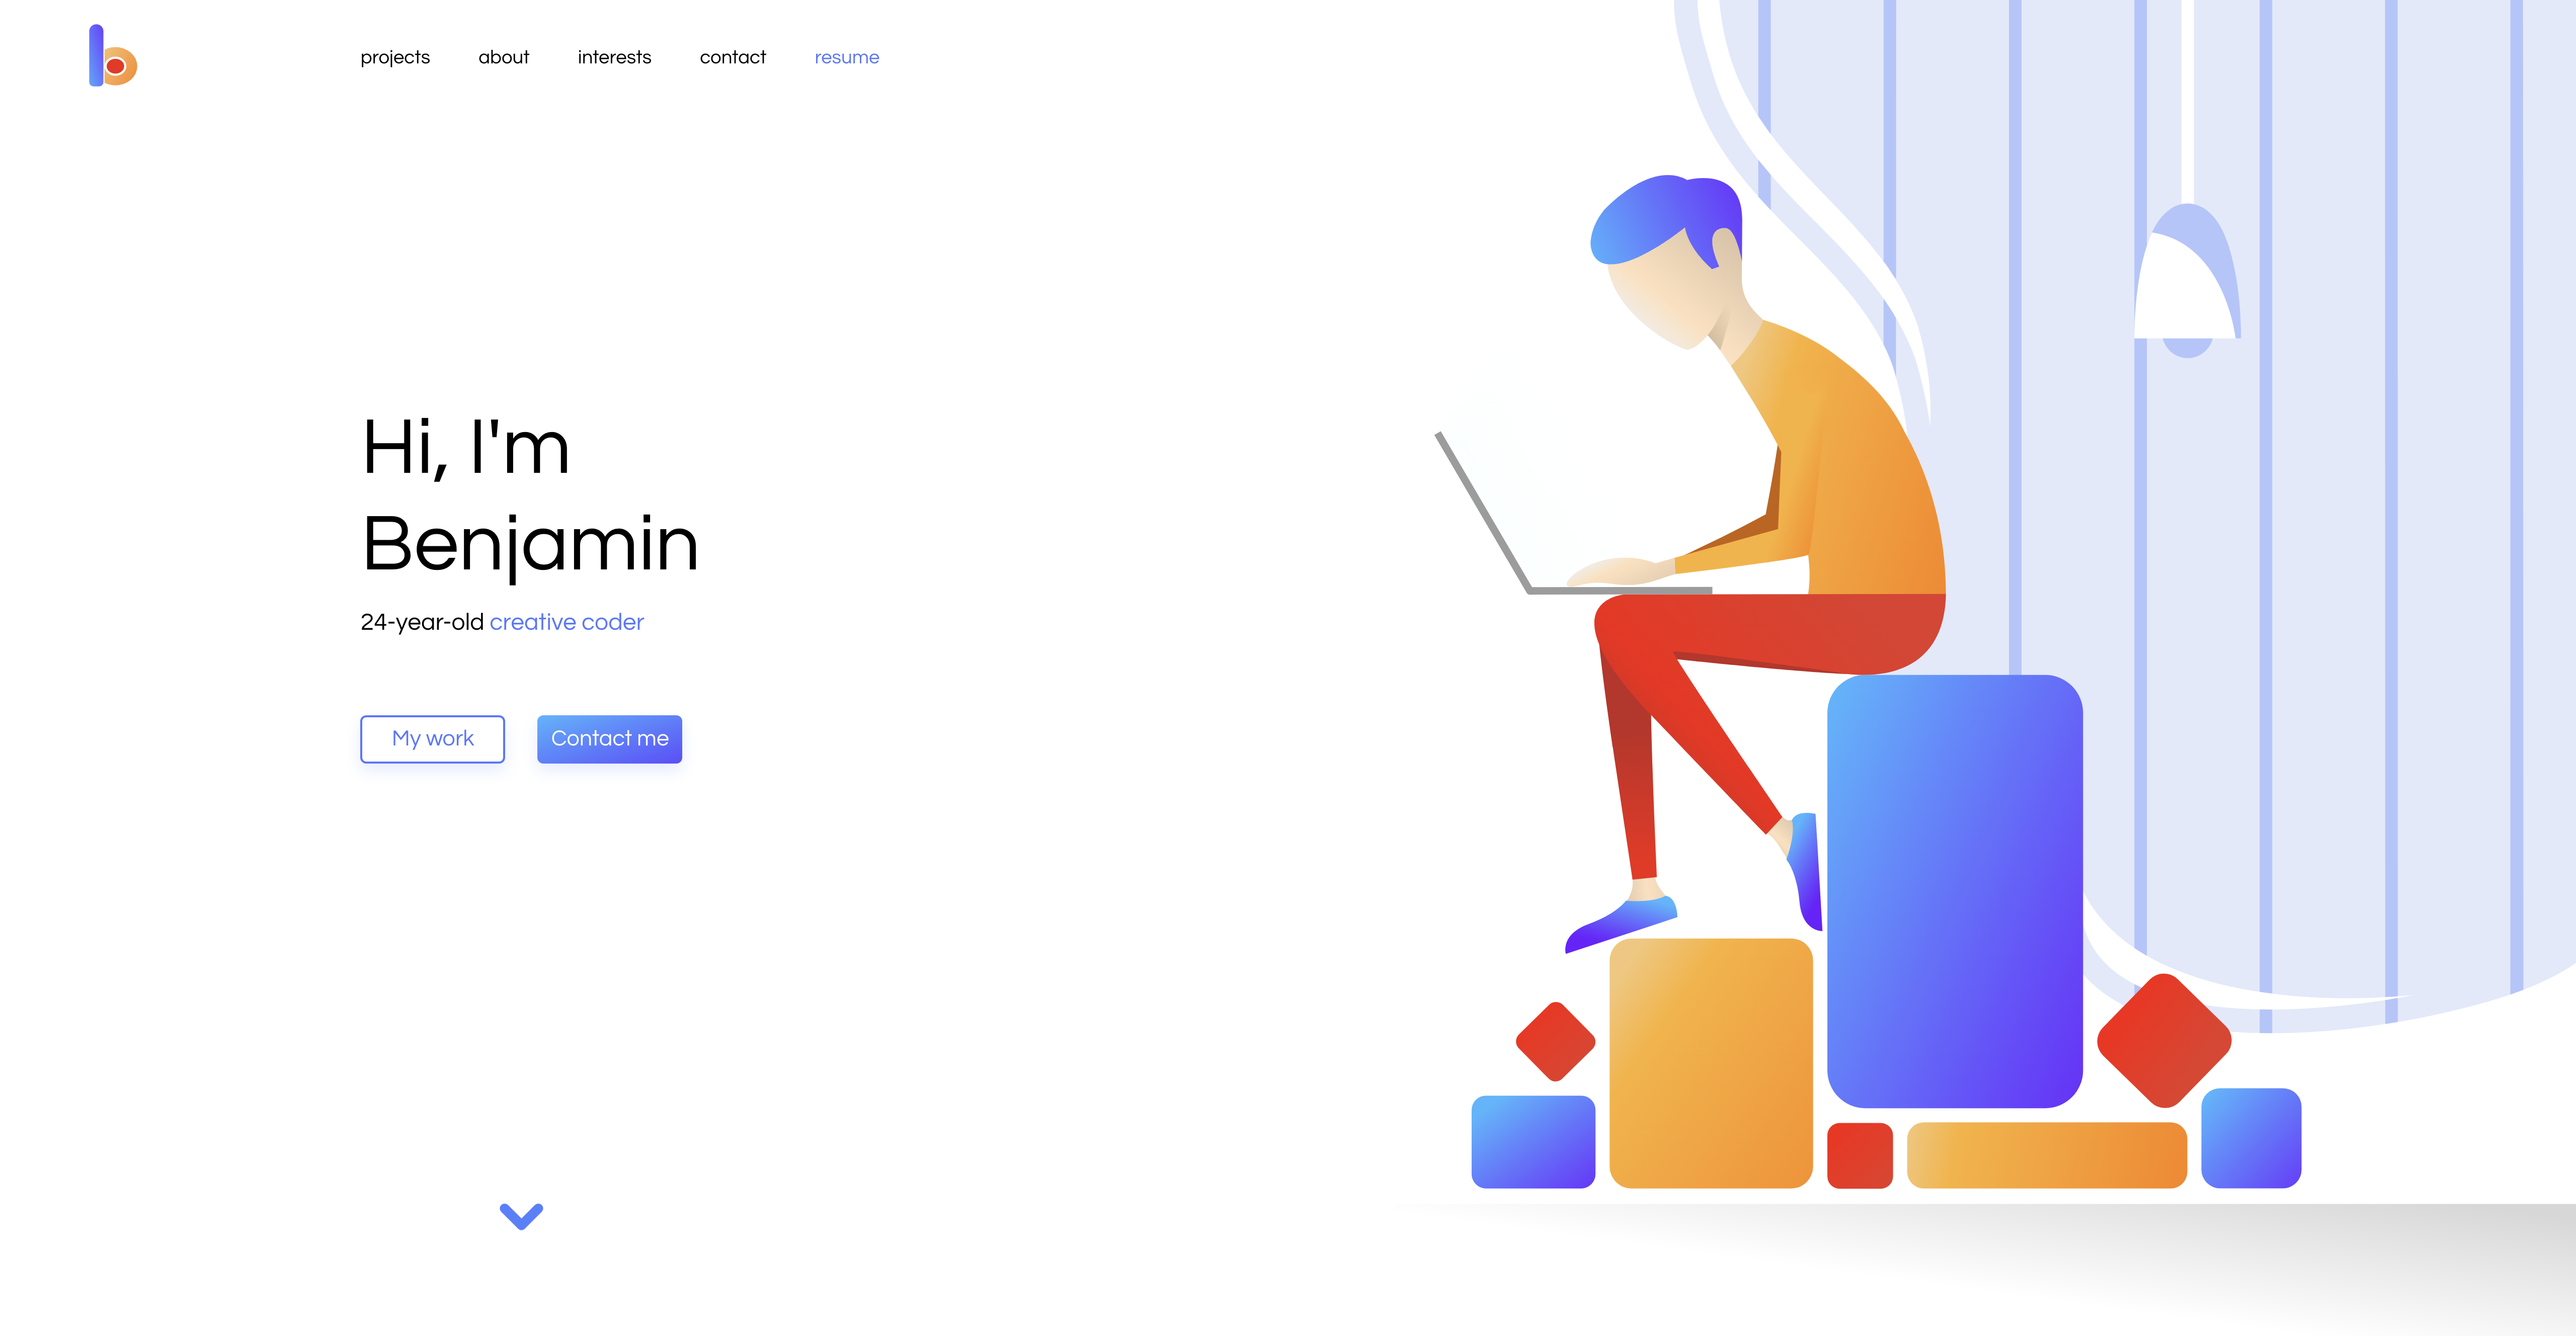 b
projects about interests contact resume
Hi, I'm
Benjamin
24-year-old creative coder
My work Contact me